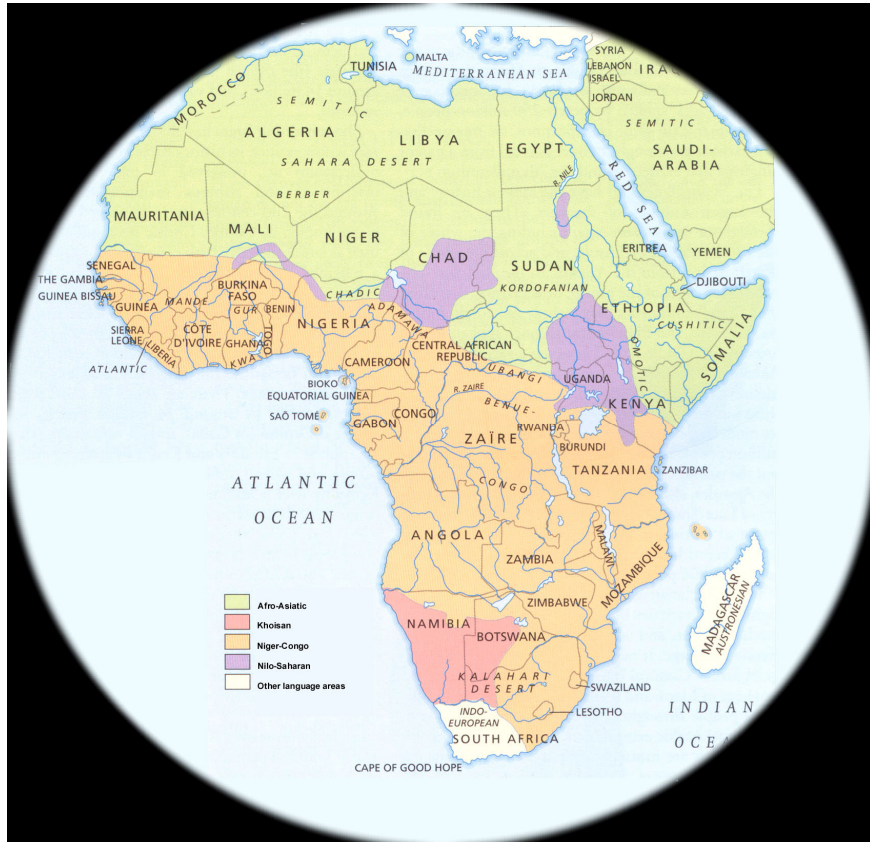 SYRIA
LEBANON
ISRAEL
IRAQ
JORDAN
MALTA
TUNISIA
MEDITERRANEAN SEA
MOROCCO
SEMITIC
ALGERIA
LIBYA
EGYPT
SEMITIC
SAUDI-
ARABIA
SAHARA DESERT
R. NILE
RED SEA
BERBER
MAURITANIA
MALI
NIGER
CHAD
SUDAN
ERITREA
YEMEN
SENEGAL
THE GAMBIA
GUINEA BISSAU
GUINEA
MANDE
BURKINA
FASO
GUR
BENIN
CHADIC
KORDOFANIAN
DJIBOUTI
ETHIOPIA
CUSHITIC
OMOTIC
SOMALIA
SIERRA
LEONE
LIBERIA
CÔTE
D'IVOIRE
GHANA
TOGO
KWA
NIGERIA
ADAMAWA
CENTRAL AFRICAN
REPUBLIC
ATLANTIC
CAMEROON
UBANGI
UGANDA
KENYA
BIOKO
EQUATORIAL GUINEA
R. ZAIRE
BENUE-
SAÕ TOMÉ
GABON
CONGO
ZAÏRE
RWANDA
BURUNDI
TANZANIA
ZANZIBAR
ATLANTIC
OCEAN
CONGO
ANGOLA
ZAMBIA
MALAWI
MOZAMBIQUE
MADAGASCAR
AUSTRONESIAN
Afro-Asiatic
Khoisan
Niger-Congo
Nilo-Saharan
Other language areas
NAMIBIA
ZIMBABWE
BOTSWANA
KALAHARI
DESERT
SWAZILAND
LESOTHO
INDO-
EUROPEAN
SOUTH AFRICA
CAPE OF GOOD HOPE
INDIAN
OCEA